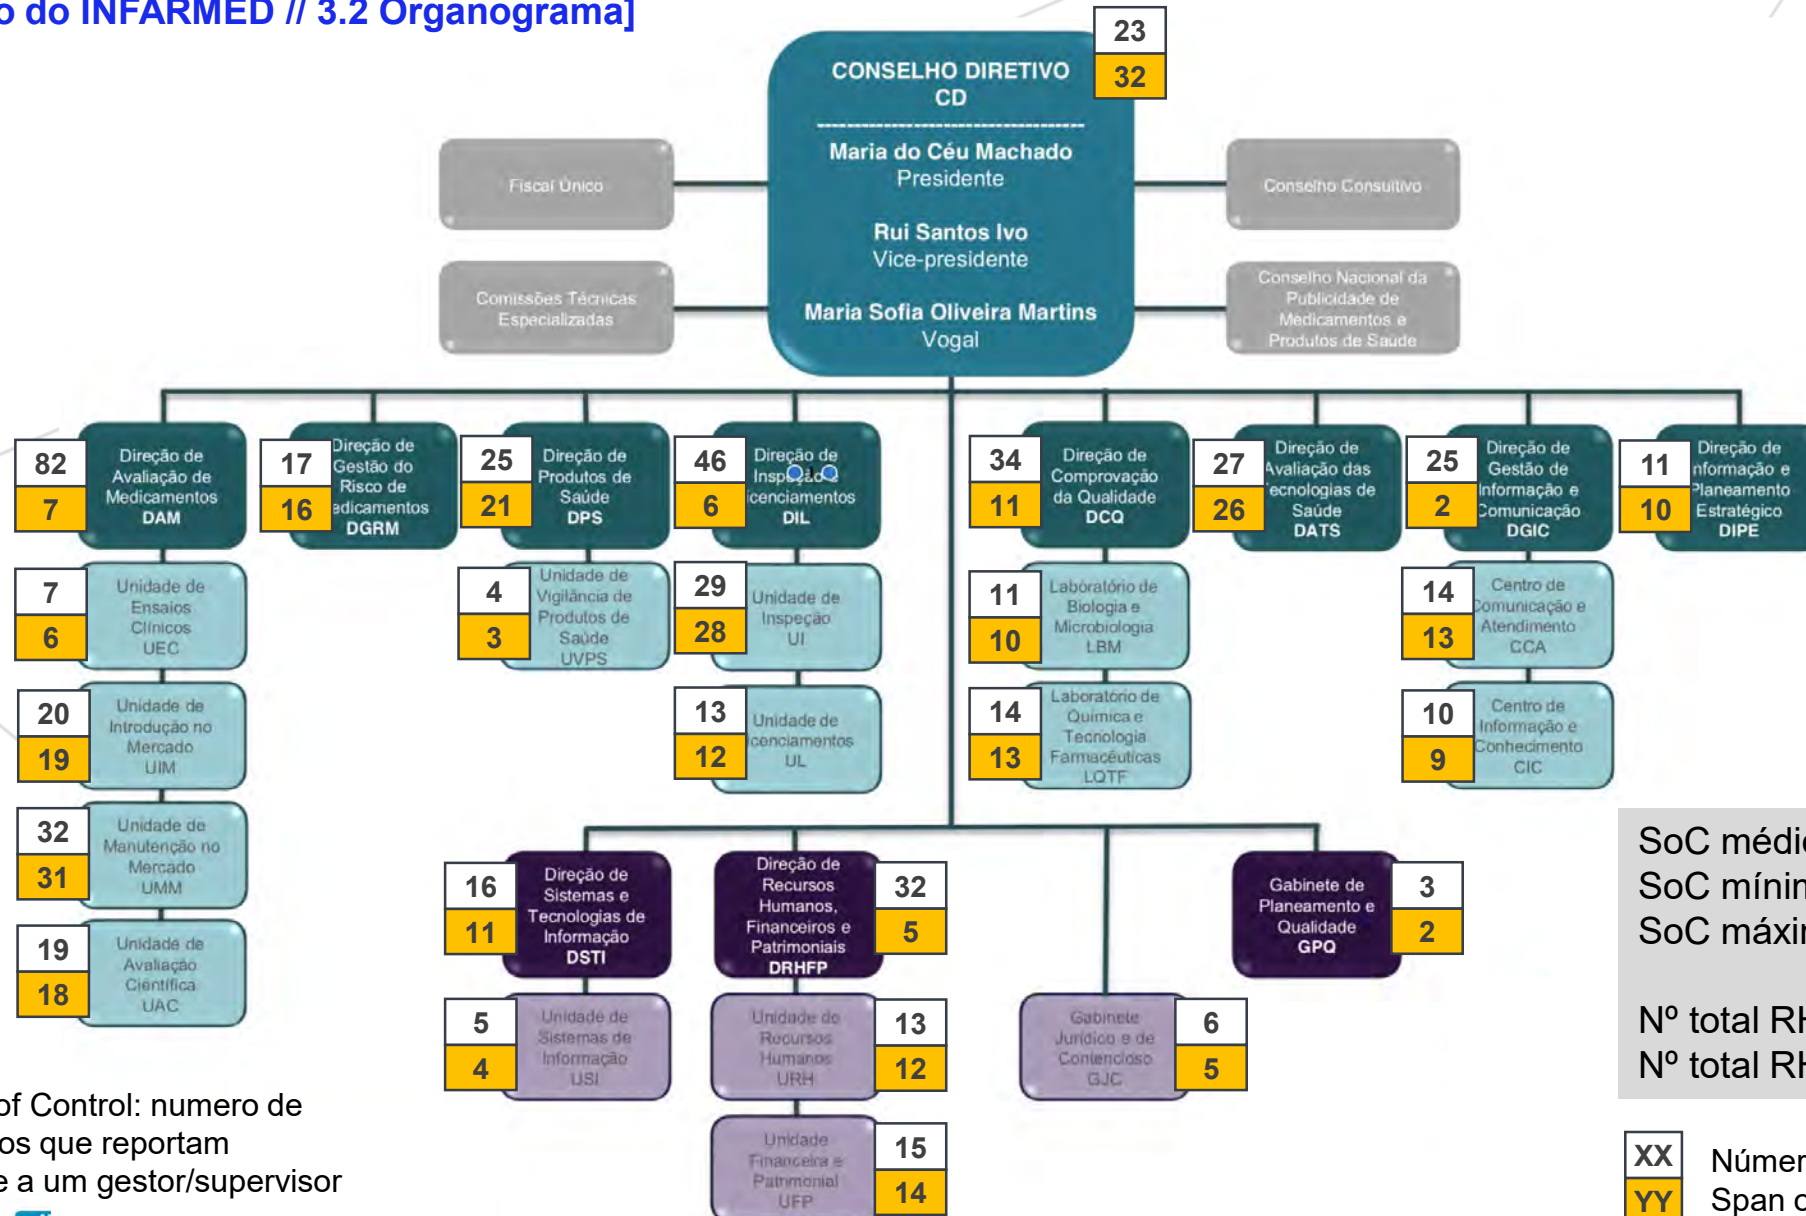 o do INFARMED // 3.2 Organograma]
23
32
CONSELHO DIRETIVO
CD
Maria do Céu Machado
Presidente
Rui Santos Ivo
Vice-presidente
Maria Sofia Oliveira Martins
Vogal
Fiscal Único
Conselho Consultivo
Comissões Técnicas
Especializadas
Conselho Nacional da
Publicidade de
Medicamentos e
Produtos de Saúde
82
7
Direção de
Avaliação de
Medicamentos
DAM
17
16
Direção de
Gestão do
Risco de
edicamentos
DGRM
25
21
Direção de
Produtos de
Saúde
DPS
46
6
Direção de
Inspeção e
icenciamentos
DIL
34
11
Direção de
Comprovação
da Qualidade
DCQ
27
26
Direção de
Avaliação das
ecnologias de
Saúde
DATS
25
2
Direção de
Gestão de
nformação e
Comunicação
DGIC
11
10
Direção de
nformação e
Planeamento
Estratégico
DIPE
7
6
Unidade de
Ensaios
Clínicos
UEC
4
3
Unidade de
Vigilância de
Produtos de
Saúde
UVPS
29
28
Unidade de
Inspeção
UI
11
10
Laboratório de
Biologia e
Microbiologia
LBM
14
13
Centro de
Comunicação e
Atendimento
CCA
20
19
Unidade de
Introdução no
Mercado
UIM
13
12
Unidade de
icenciamentos
UL
14
13
Laboratório de
Química e
Tecnologia
Farmacêuticas
LQTF
10
9
Centro de
Informação e
Conhecimento
CIC
32
31
Unidade de
Manutenção no
Mercado
UMM
19
18
Unidade de
Avaliação
Científica
UAC
16
11
Direção de
Sistemas e
Tecnologias de
Informação
DSTI
Direção de
Recursos
Humanos,
Financeiros e
Patrimoniais
DRHFP
32
5
Gabinete de
Planeamento e
Qualidade
GPQ
3
2
5
4
Unidade de
Sistemas de
Informação
USI
Unidade de
Recursos
Humanos
URH
13
12
Gabinete
Jurídico e de
Contencioso
GJC
6
5
Unidade
Financeira e
Patrimonial
UFP
15
14
SoC médi
SoC mínin
SoC máxir
Nº total RH
Nº total RH
of Control: numero de
os que reportam
e a um gestor/supervisor
XX
Númer
YY
Span o